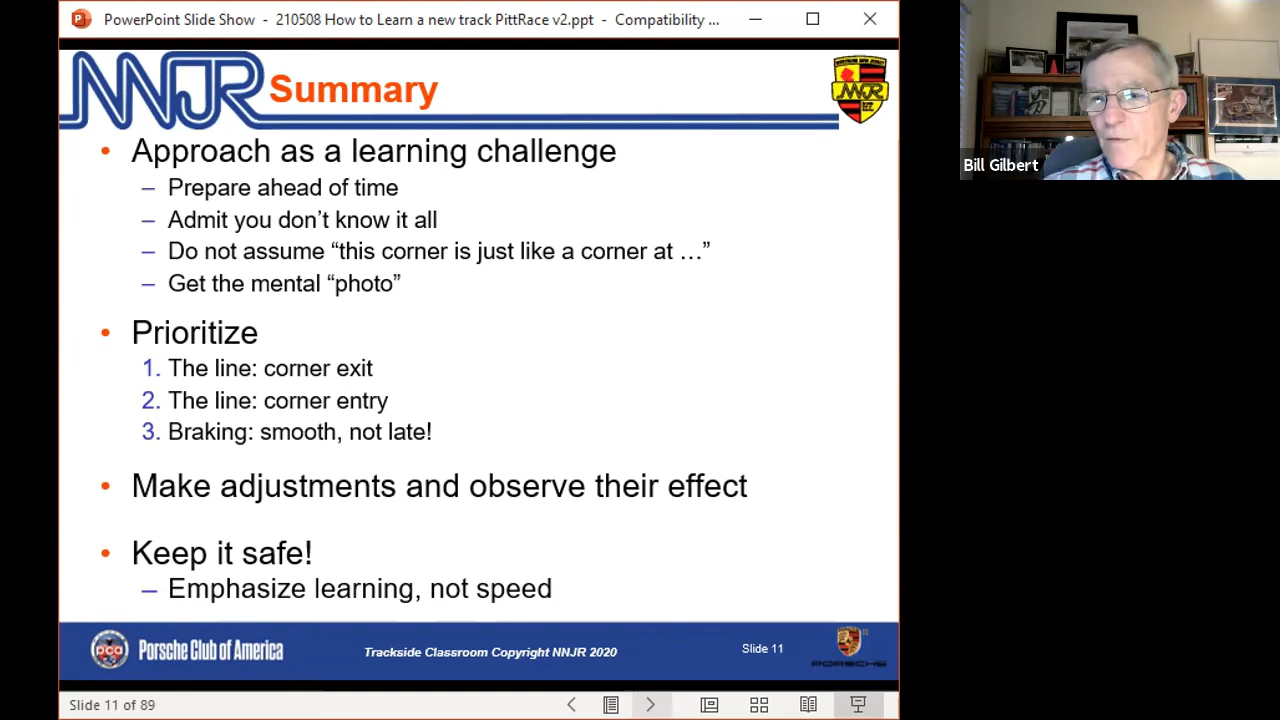 PowerPoint Slide Show - 210508 How to Learn a new track PittRace v2.ppt - Compatibility ...
NNJR
Summary
• Approach as a learning challenge
– Prepare ahead of time
– Admit you don’t know it all
– Do not assume “this corner is just like a corner at …”
– Get the mental “photo”
• Prioritize
1. The line: corner exit
2. The line: corner entry
3. Braking: smooth, not late!
• Make adjustments and observe their effect
• Keep it safe!
– Emphasize learning, not speed
pca
Porsche Club of America
Trackside Classroom Copyright NNJR 2020
Slide 11
PORSCHE
Slide 11 of 89
Bill Gilbert